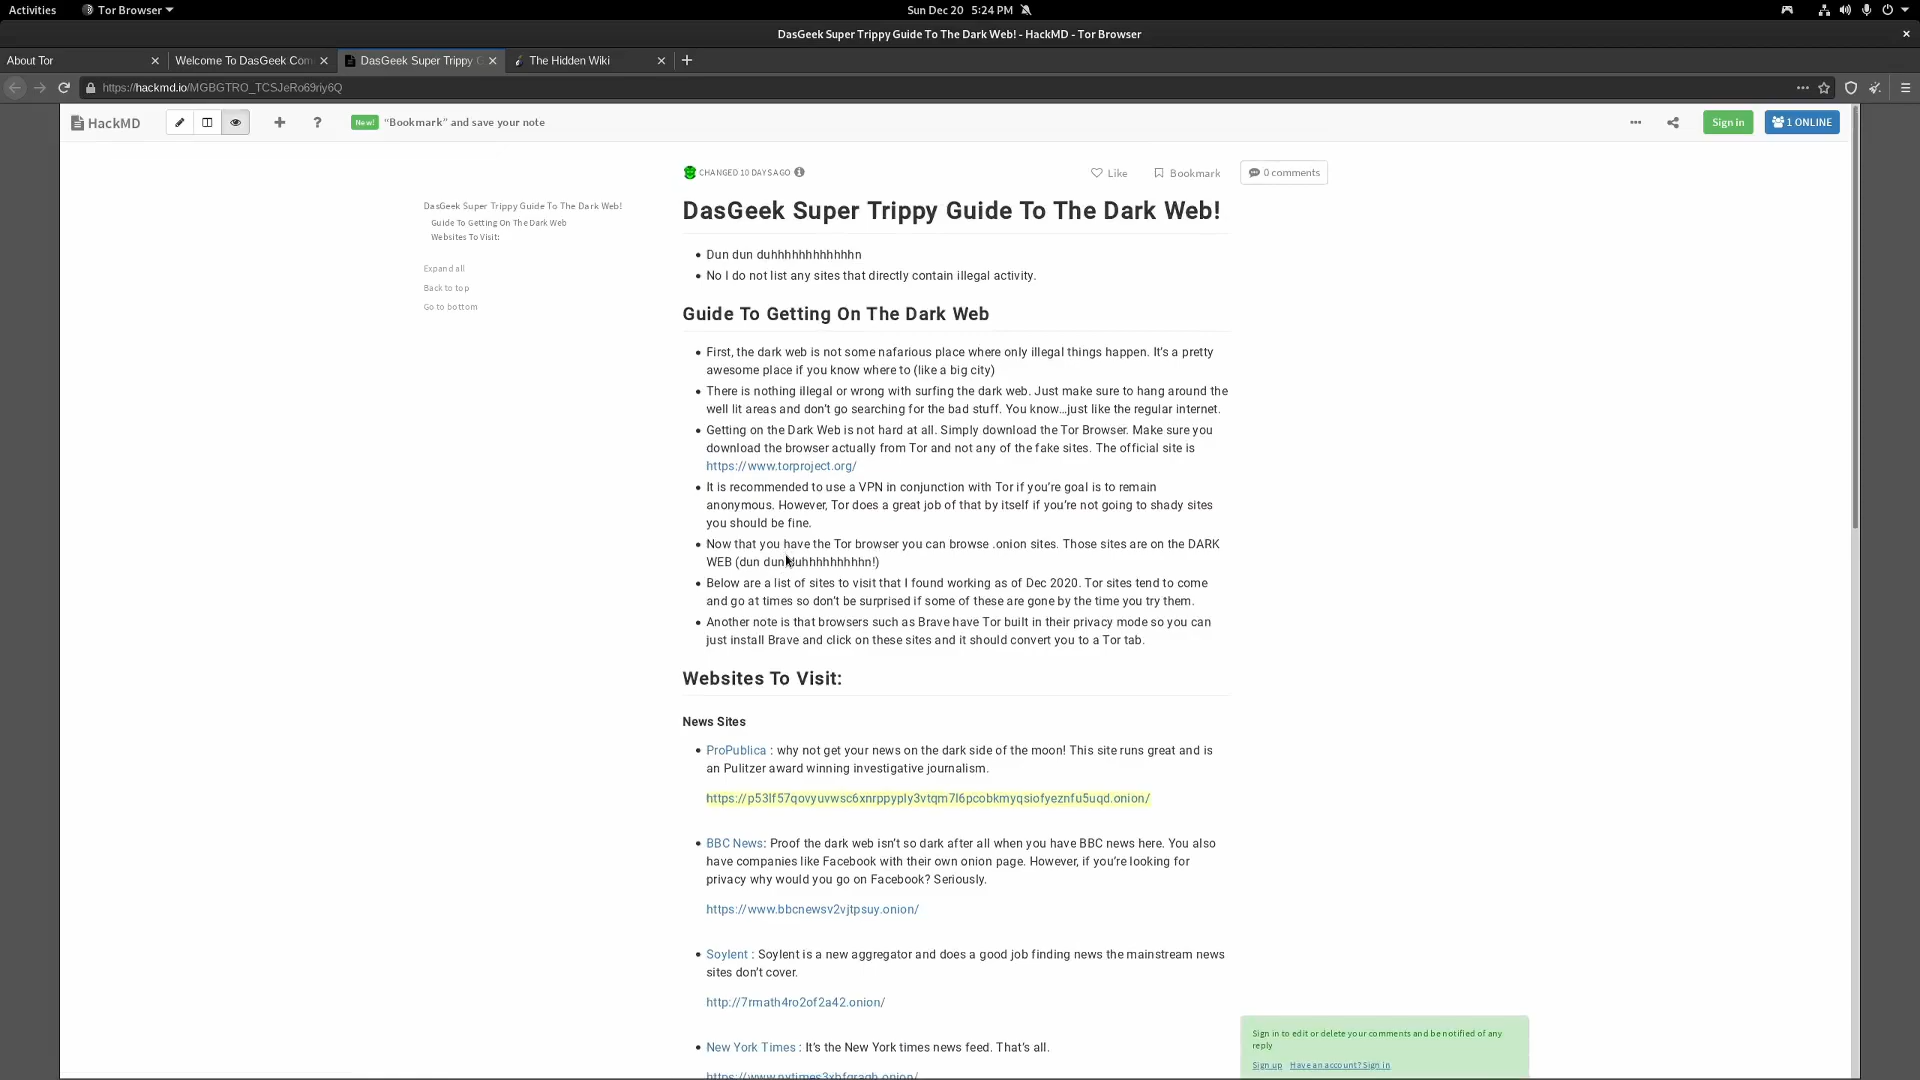 Activities Tor Browser Sun Dec 20 5:24 PM
DasGeek Super Trippy Guide To The Dark Web! - HackMD - Tor Browser
About Tor Welcome To DasGeek Com DasGeek Super Trippy G The Hidden Wiki
https://hackmd.io/MGBGTRO_TCSJeRo69riy6Q
HackMD New! “Bookmark” and save your note Sign in 1 ONLINE
CHANGED 10 DAYS AGO Like Bookmark 0 comments
DasGeek Super Trippy Guide To The Dark Web!
Guide To Getting On The Dark Web
Websites To Visit:
Expand all
Back to top
Go to bottom
DasGeek Super Trippy Guide To The Dark Web!
Dun dun duhhhhhhhhhhhhn
No I do not list any sites that directly contain illegal activity.
Guide To Getting On The Dark Web
First, the dark web is not some nafarious place where only illegal things happen. It’s a pretty
awesome place if you know where to (like a big city)
There is nothing illegal or wrong with surfing the dark web. Just make sure to hang around the
well lit areas and don’t go searching for the bad stuff. You know…just like the regular internet.
Getting on the Dark Web is not hard at all. Simply download the Tor Browser. Make sure you
download the browser actually from Tor and not any of the fake sites. The official site is
https://www.torproject.org/
It is recommended to use a VPN in conjunction with Tor if you’re goal is to remain
anonymous. However, Tor does a great job of that by itself if you’re not going to shady sites
you should be fine.
Now that you have the Tor browser you can browse .onion sites. Those sites are on the DARK
WEB (dun dun duhhhhhhhhhn!)
Below are a list of sites to visit that I found working as of Dec 2020. Tor sites tend to come
and go at times so don’t be surprised if some of these are gone by the time you try them.
Another note is that browsers such as Brave have Tor built in their privacy mode so you can
just install Brave and click on these sites and it should convert you to a Tor tab.
Websites To Visit:
News Sites
ProPublica : why not get your news on the dark side of the moon! This site runs great and is
an Pulitzer award winning investigative journalism.
https://p53lf57qovyuvwsc6xnrppyply3vtqm7l6pcobkmyqsiofyeznfu5uqd.onion/
BBC News: Proof the dark web isn’t so dark after all when you have BBC news here. You also
have companies like Facebook with their own onion page. However, if you’re looking for
privacy why would you go on Facebook? Seriously.
https://www.bbcnewsv2vjtpsuy.onion/
Soylent : Soylent is a new aggregator and does a good job finding news the mainstream news
sites don’t cover.
http://7rmath4ro2of2a42.onion/
New York Times : It’s the New York times news feed. That’s all.
https://www.nytimes3xbfgragh.onion/
Sign in to edit or delete your comments and be notified of any
reply
Sign up Have an account? Sign in